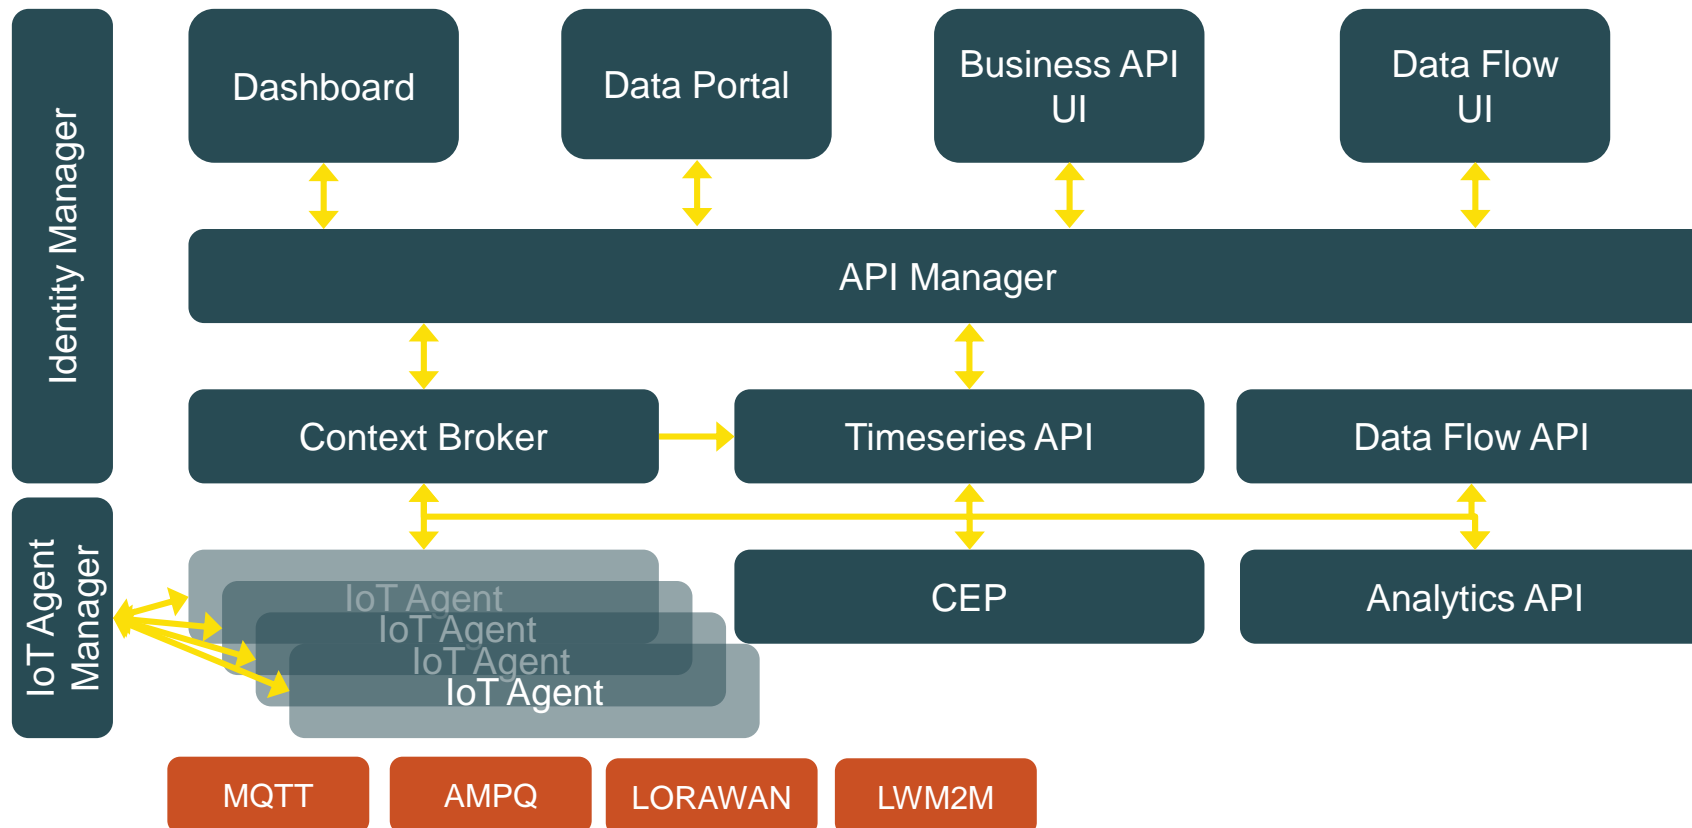 Identity Manager
Dashboard
Data Portal
Business API
UI
Data Flow
UI
API Manager
Context Broker
Timeseries API
Data Flow API
IoT Agent
Manager
IoT Agent
IoT Agent
IoT Agent
IoT Agent
CEP
Analytics API
MQTT
AMPQ
LORAWAN
LWM2M